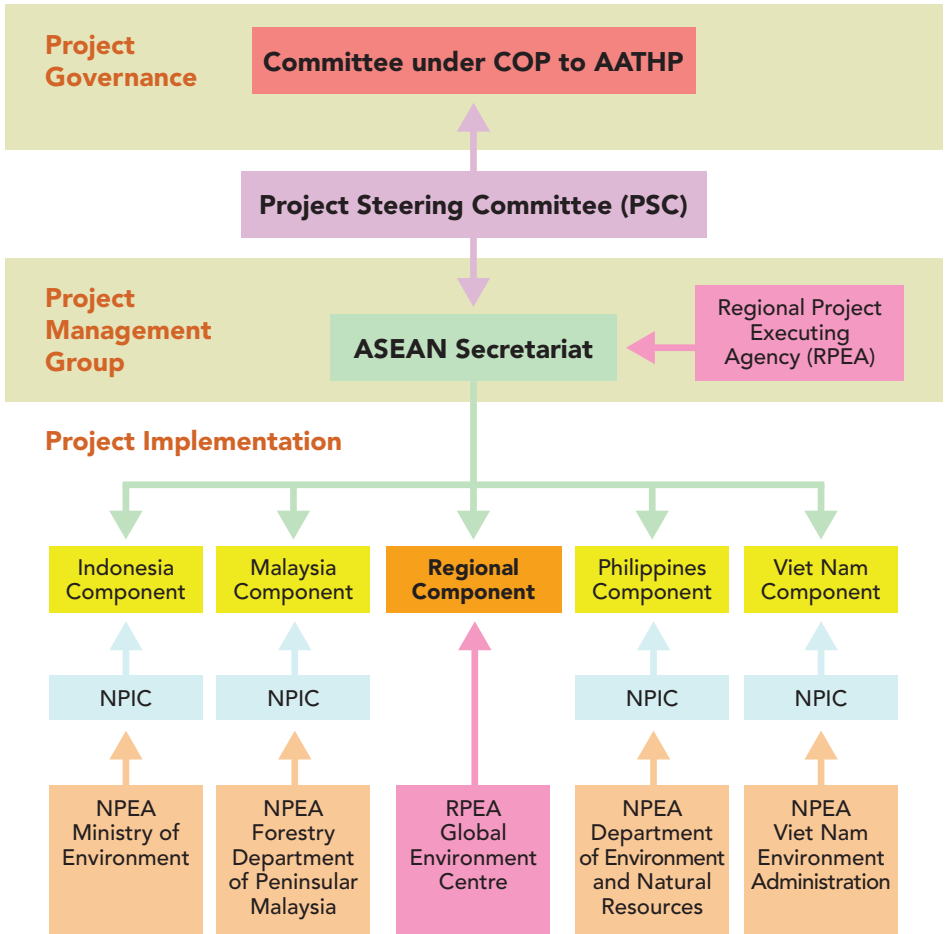 Project
Governance
Committee under COP to AATHP
Project Steering Committee (PSC)
Project
Management
Group
ASEAN Secretariat
Regional Project
Executing
Agency (RPEA)
Project Implementation
Indonesia
Component
Malaysia
Component
Regional
Component
Philippines
Component
Viet Nam
Component
NPIC
NPIC
NPIC
NPIC
NPEA
Ministry of
Environment
NPEA
Forestry
Department
of Peninsular
Malaysia
RPEA
Global
Environment
Centre
NPEA
Department
of Environment
and Natural
Resources
NPEA
Viet Nam
Environment
Administration